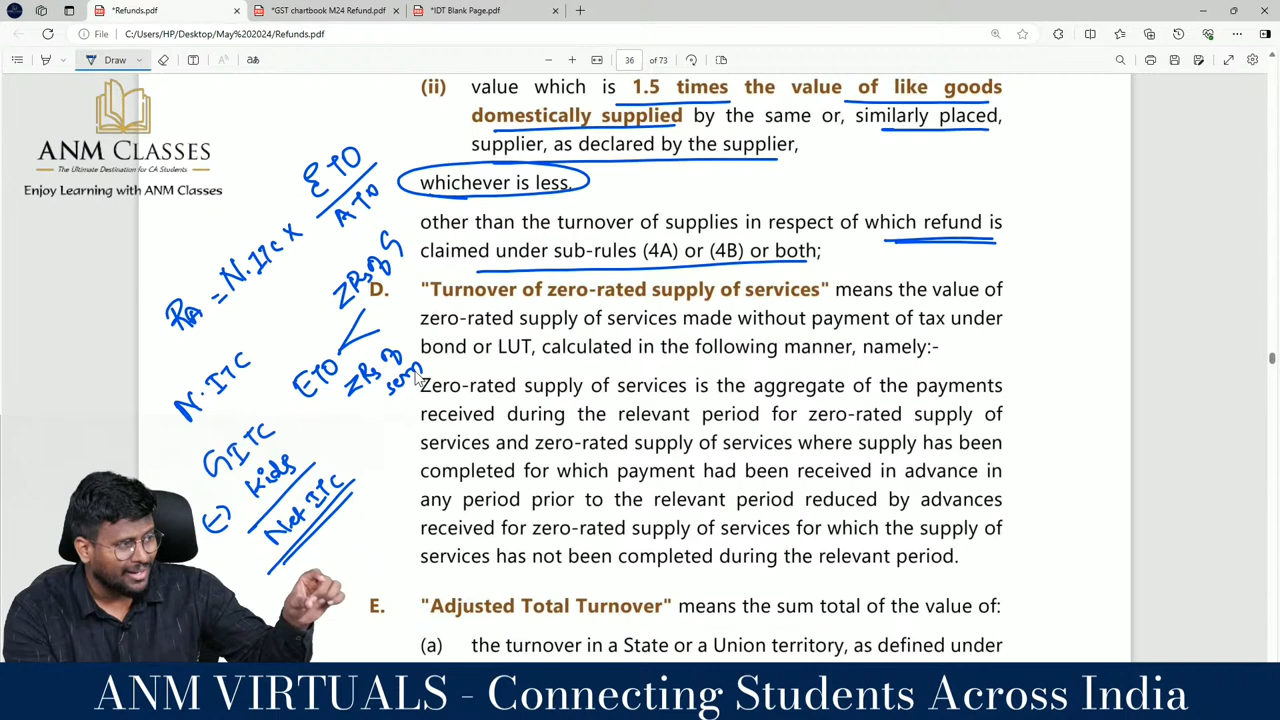 *Refunds.pdf
*GST chartbook M24 Refund.pdf
*IDT Blank Page.pdf
File
C:/Users/HP/Desktop/May%202024/Refunds.pdf
Draw
36 of 73
ANM CLASSES
The Ultimate Destination for CA Students
Enjoy Learning with ANM Classes
(ii) value which is 1.5 times the value of like goods
domestically supplied by the same or, similarly placed,
supplier, as declared by the supplier,
whichever is less.
other than the turnover of supplies in respect of which refund is
claimed under sub-rules (4A) or (4B) or both;
D. "Turnover of zero-rated supply of services" means the value of
zero-rated supply of services made without payment of tax under
bond or LUT, calculated in the following manner, namely:-
Zero-rated supply of services is the aggregate of the payments
received during the relevant period for zero-rated supply of
services and zero-rated supply of services where supply has been
completed for which payment had been received in advance in
any period prior to the relevant period reduced by advances
received for zero-rated supply of services for which the supply of
services has not been completed during the relevant period.
E. "Adjusted Total Turnover" means the sum total of the value of:
(a) the turnover in a State or a Union territory, as defined under
RA = N.ITC X
ETO
ATO
ETO
ZRS of G
ZRS of serv
N.ITC
GITC
(-) Kids
Net ITC
ANM VIRTUALS - Connecting Students Across India